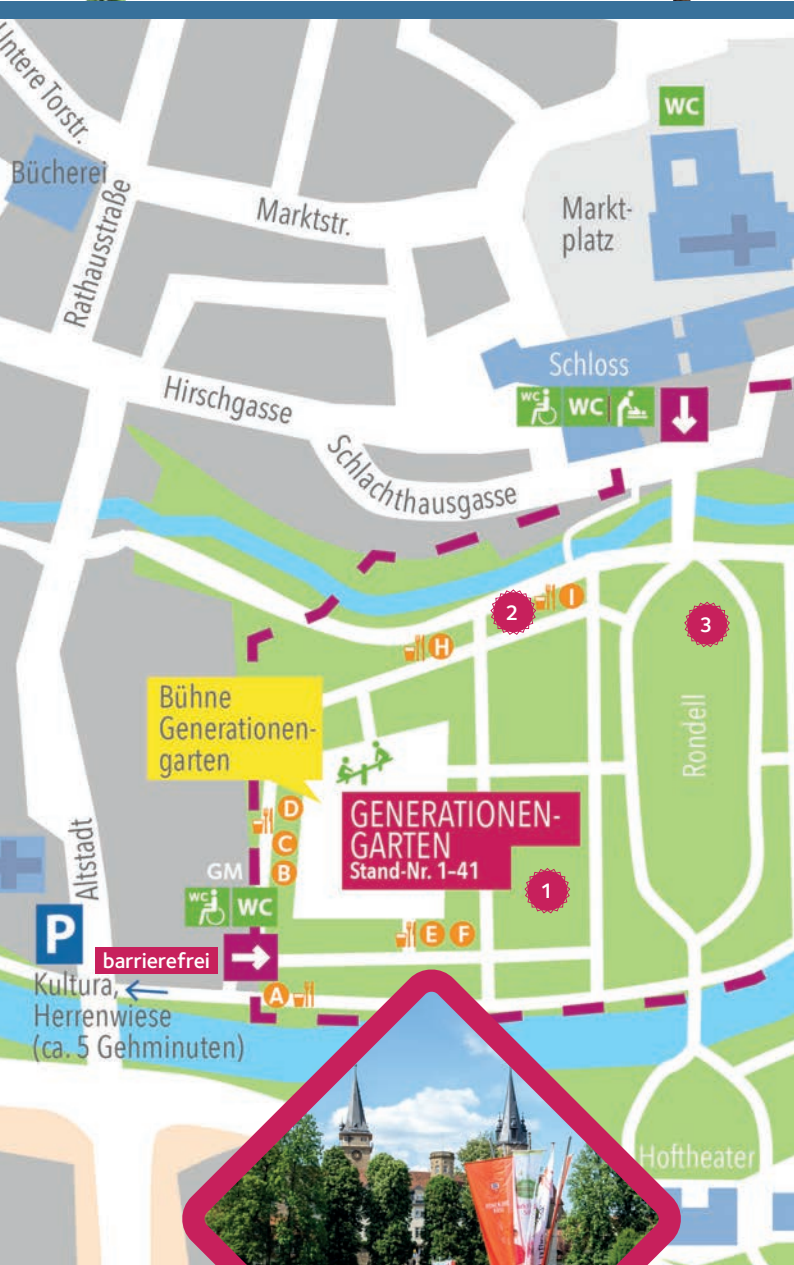 Untere Torstr.
WC
Bücherei
Rathausstraße
Marktstr.
Markt-
platz
Schloss
WC
WC
Hirschgasse
Schlachthausgasse
2
I
3
H
Bühne
Generationen-
garten
Rondell
D
C
B
GENERATIONEN-
GARTEN
Stand-Nr. 1–41
1
Altstadt
GM
WC
WC
E F
P
barrierefrei
A
Kultura,
Herrenwiese
(ca. 5 Gehminuten)
Hoftheater